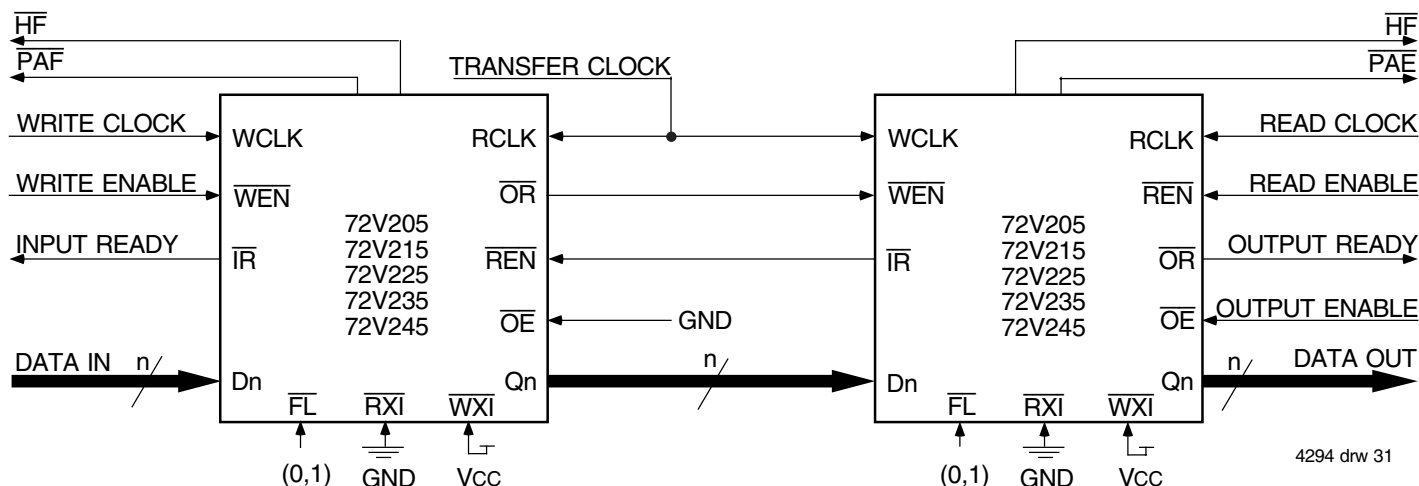 HF HF
PAF TRANSFER CLOCK PAE
WRITE CLOCK WCLK RCLK WCLK RCLK READ CLOCK
WRITE ENABLE WEN OR WEN REN READ ENABLE
72V205 72V205
INPUT READY IR 72V215 REN IR 72V215 OR OUTPUT READY
72V225 72V225
72V235 72V235
72V245 OE GND 72V245 OE OUTPUT ENABLE
DATA IN n Dn Qn n Dn Qn n DATA OUT
FL RXI WXI FL RXI WXI
(0,1) GND VCC (0,1) GND VCC
4294 drw 31